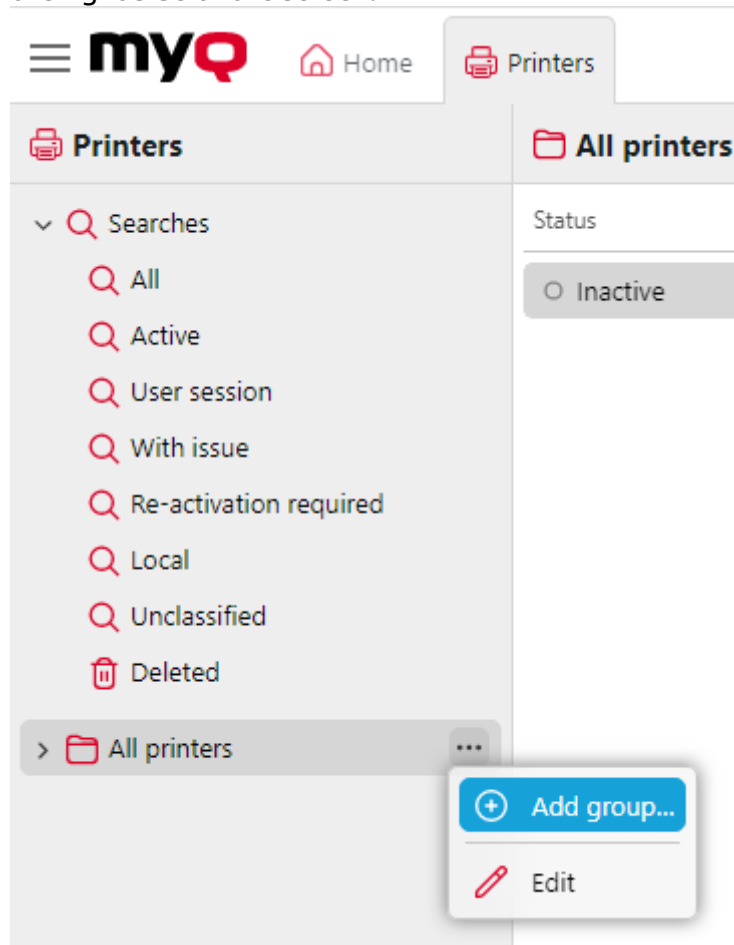 myQ Home Printers
Printers
All printers
Searches
All
Active
User session
With issue
Re-activation required
Local
Unclassified
Deleted
All printers ...
Status
Inactive
Add group...
Edit